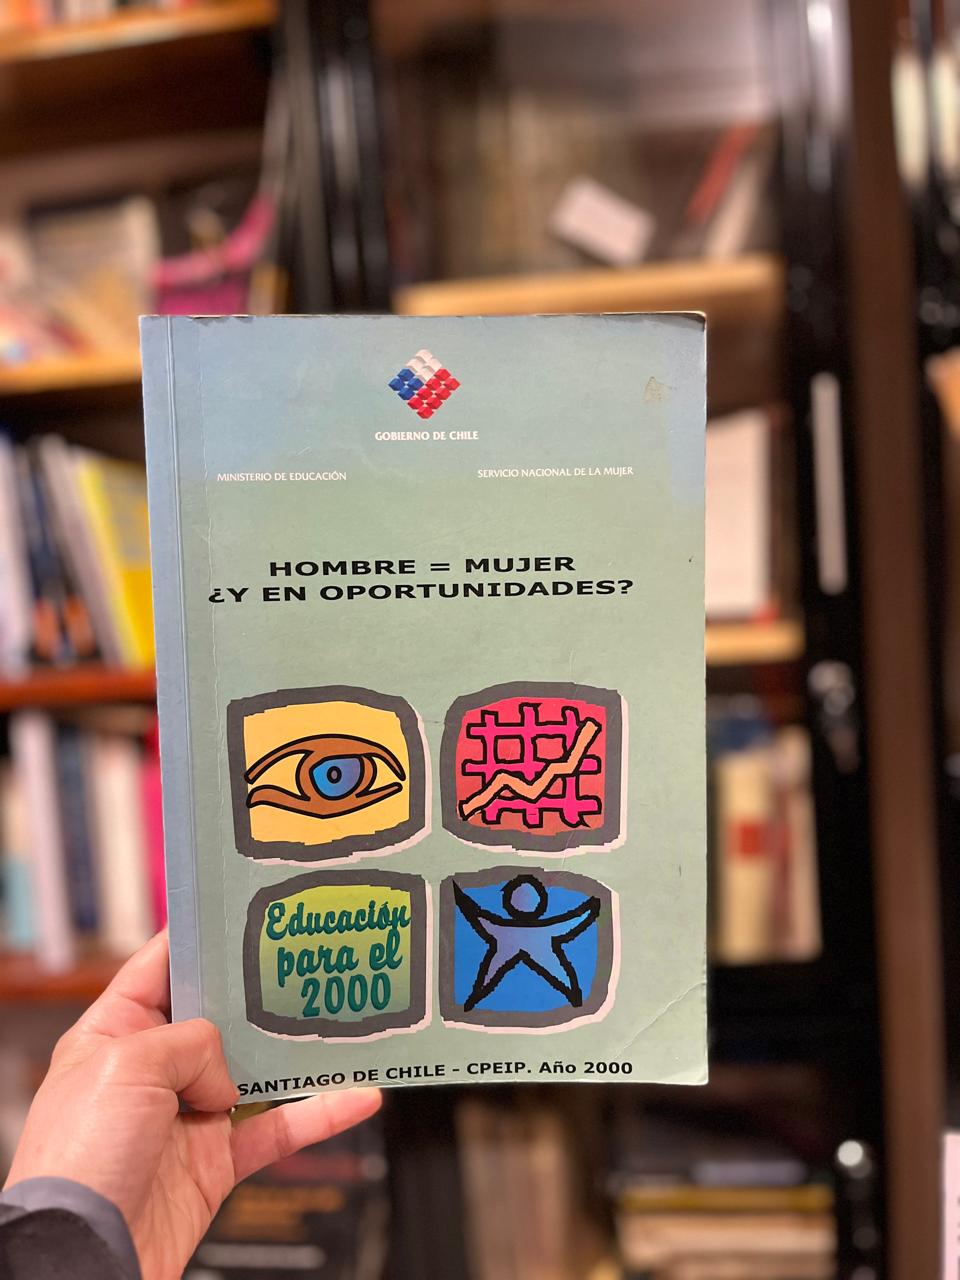 GOBIERNO DE CHILE
MINISTERIO DE EDUCACIÓN
SERVICIO NACIONAL DE LA MUJER
HOMBRE = MUJER
¿Y EN OPORTUNIDADES?
Educación
para el
2000
SANTIAGO DE CHILE - CPEIP. Año 2000